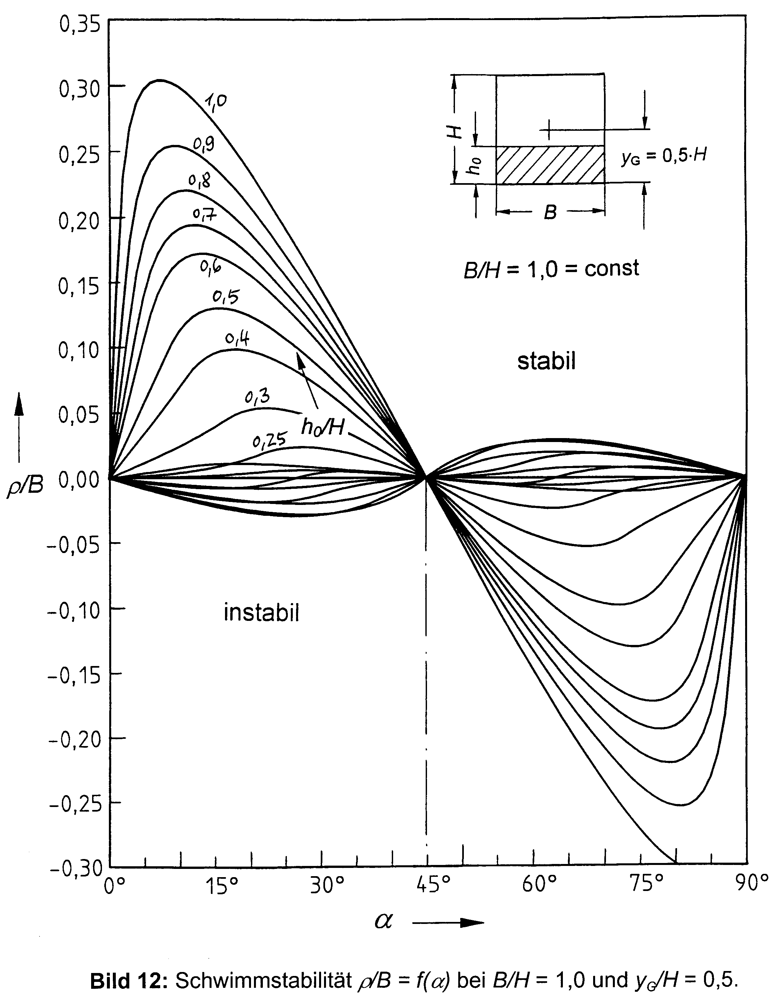 0,35
0,30
0,25
0,20
0,15
0,10
0,05
0,00
-0,05
-0,10
-0,15
-0,20
-0,25
-0,30
ρ/B
1,0
0,9
0,8
0,7
0,6
0,5
0,4
0,3
0,25
h0/H
H
h0
B
yG = 0,5·H
B/H = 1,0 = const
stabil
instabil
0° 15° 30° 45° 60° 75° 90°
α
Bild 12: Schwimmstabilität ρ/B = f(α) bei B/H = 1,0 und yG/H = 0,5.